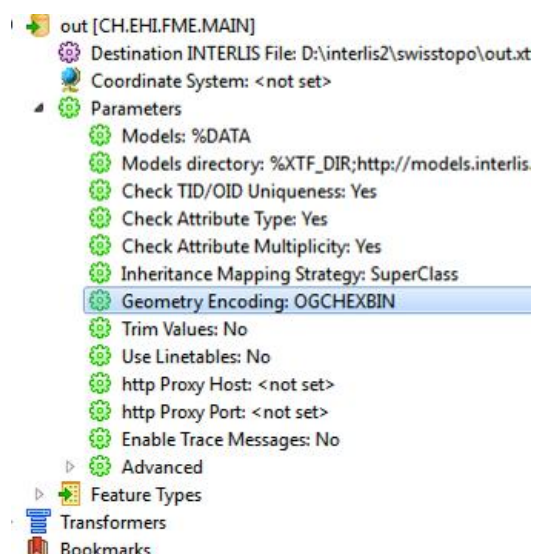 out [CH.EHI.FME.MAIN]
Destination INTERLIS File: D:\interlis2\swisstopo\out.xt
Coordinate System: <not set>
Parameters
Models: %DATA
Models directory: %XTF_DIR;http://models.interlis.
Check TID/OID Uniqueness: Yes
Check Attribute Type: Yes
Check Attribute Multiplicity: Yes
Inheritance Mapping Strategy: SuperClass
Geometry Encoding: OGCHEXBIN
Trim Values: No
Use Linetables: No
http Proxy Host: <not set>
http Proxy Port: <not set>
Enable Trace Messages: No
Advanced
Feature Types
Transformers
Bookmarks